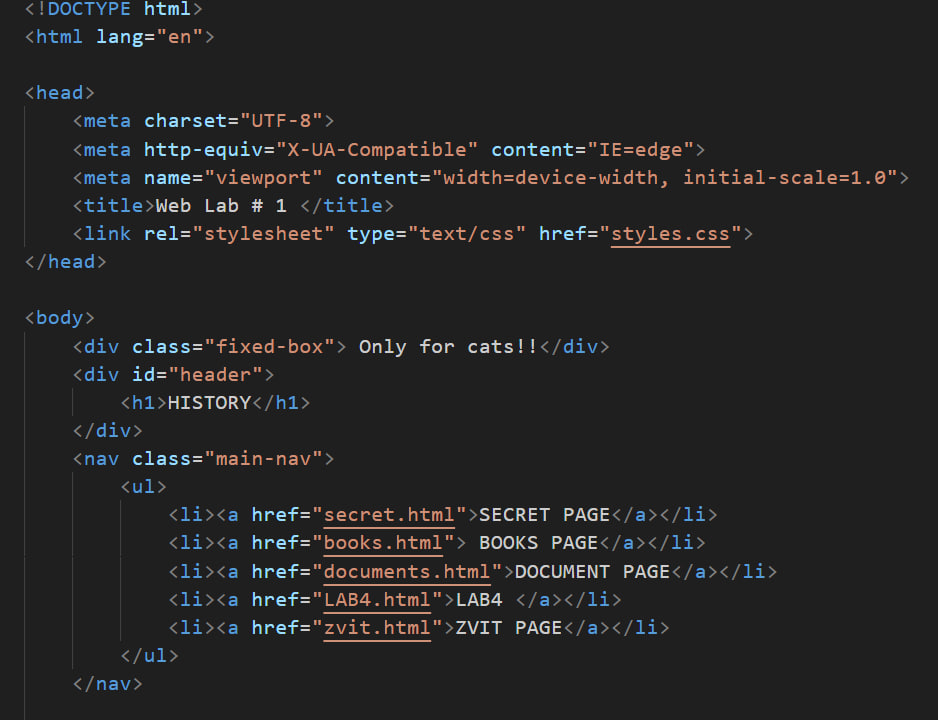 <!DOCTYPE html>
<html lang="en">
<head>
<meta charset="UTF-8">
<meta http-equiv="X-UA-Compatible" content="IE=edge">
<meta name="viewport" content="width=device-width, initial-scale=1.0">
<title>Web Lab # 1 </title>
<link rel="stylesheet" type="text/css" href="styles.css">
</head>
<body>
<div class="fixed-box"> Only for cats!!</div>
<div id="header">
<h1>HISTORY</h1>
</div>
<nav class="main-nav">
<ul>
<li><a href="secret.html">SECRET PAGE</a></li>
<li><a href="books.html"> BOOKS PAGE</a></li>
<li><a href="documents.html">DOCUMENT PAGE</a></li>
<li><a href="LAB4.html">LAB4 </a></li>
<li><a href="zvit.html">ZVIT PAGE</a></li>
</ul>
</nav>